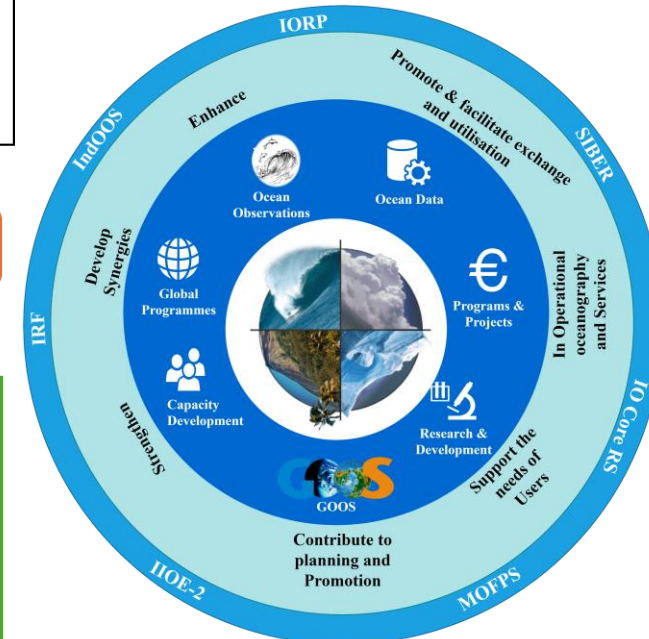 IORP
IndOOS
SIBER
IRF
IO Core RS
IIOE-2
MOFPS
Enhance
Promote & facilitate exchange
and utilisation
Develop
Synergies
In Operational
oceanography
and Services
Strengthen
Support the
needs of
Users
Contribute to
planning and
Promotion
Ocean
Observations
Ocean Data
Global
Programmes
€
Programs &
Projects
Capacity
Development
Research &
Development
GOOS
GOOS